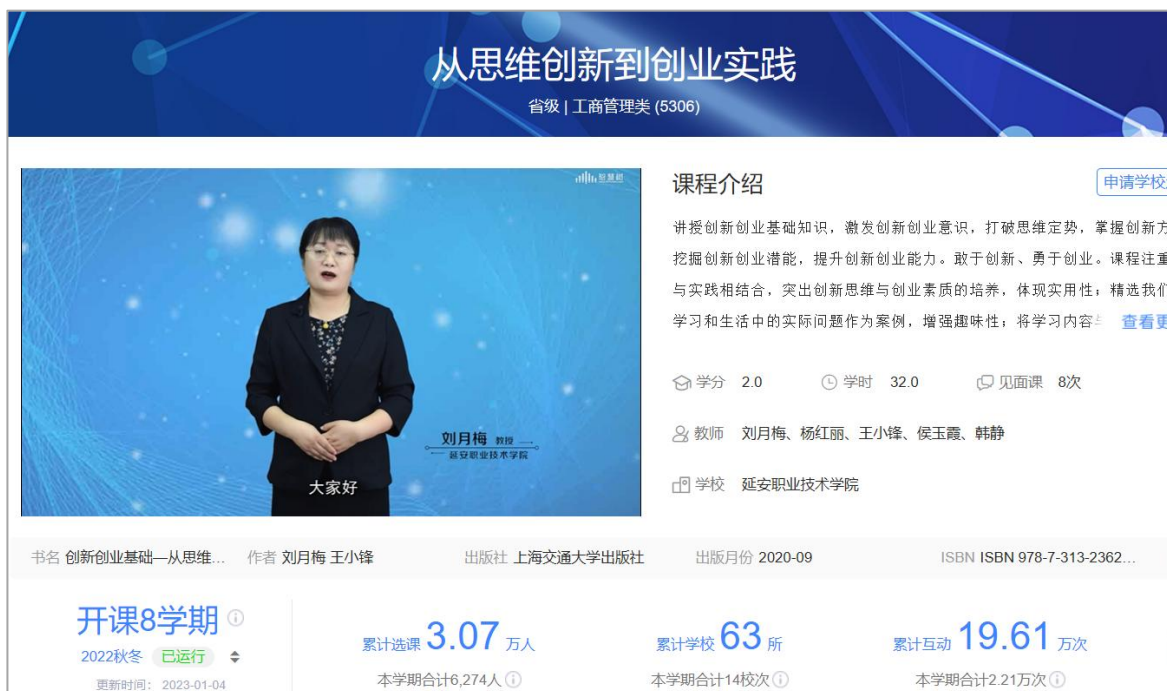 从思维创新到创业实践
省级 | 工商管理类 (5306)
智慧树
大家好
刘月梅 教授
延安职业技术学院
课程介绍
申请学校
讲授创新创业基础知识，激发创新创业意识，打破思维定势，掌握创新方
挖掘创新创业潜能，提升创新创业能力。敢于创新、勇于创业。课程注重
与实践相结合，突出创新思维与创业素质的培养，体现实用性；精选我们
学习和生活中的实际问题作为案例，增强趣味性；将学习内容 查看更
学分 2.0 学时 32.0 见面课 8次
教师 刘月梅、杨红丽、王小锋、侯玉霞、韩静
学校 延安职业技术学院
书名 创新创业基础—从思维... 作者 刘月梅 王小锋 出版社 上海交通大学出版社 出版月份 2020-09 ISBN ISBN 978-7-313-2362...
开课8学期
2022秋冬 已运行
更新时间： 2023-01-04
累计选课 3.07 万人
本学期合计6,274人
累计学校 63 所
本学期合计14校次
累计互动 19.61 万次
本学期合计2.21万次